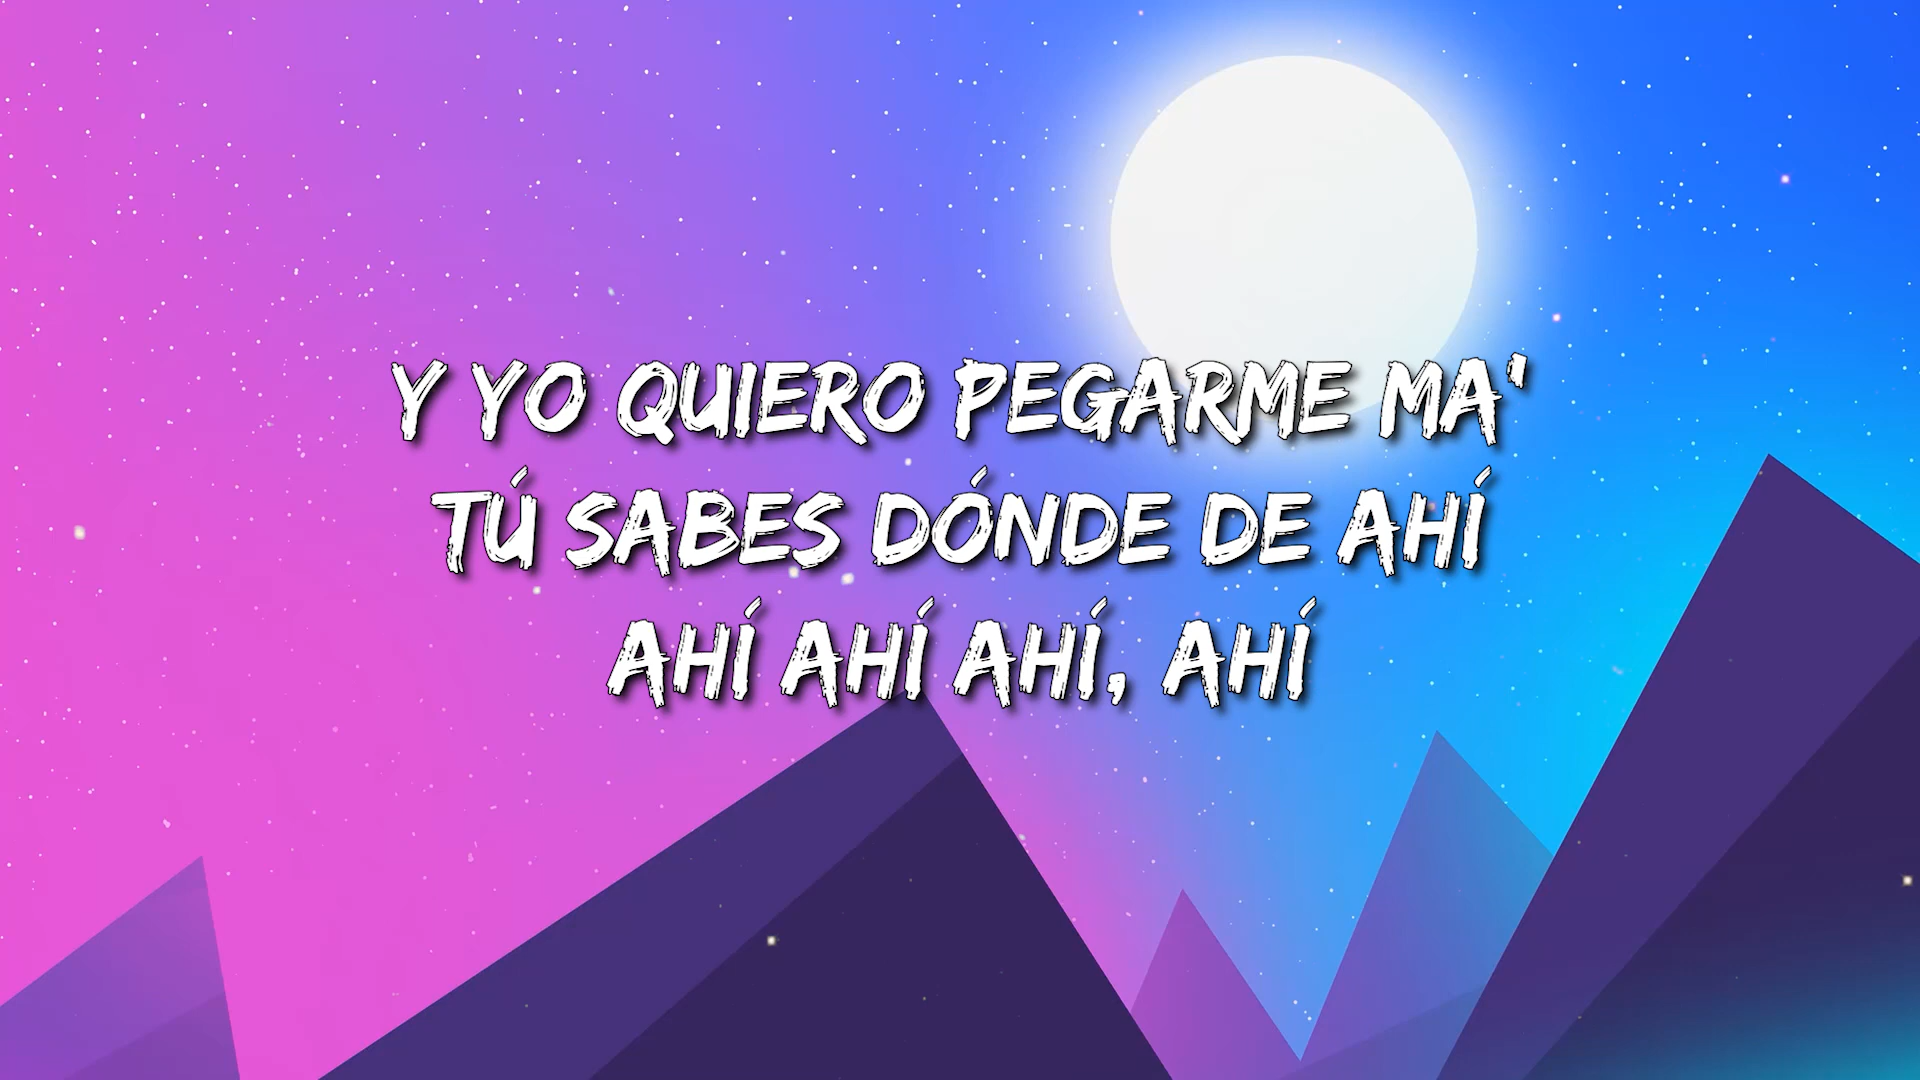 Y YO QUIERO PEGARME MA'
TÚ SABES DÓNDE DE AHÍ
AHÍ AHÍ AHÍ, AHÍ